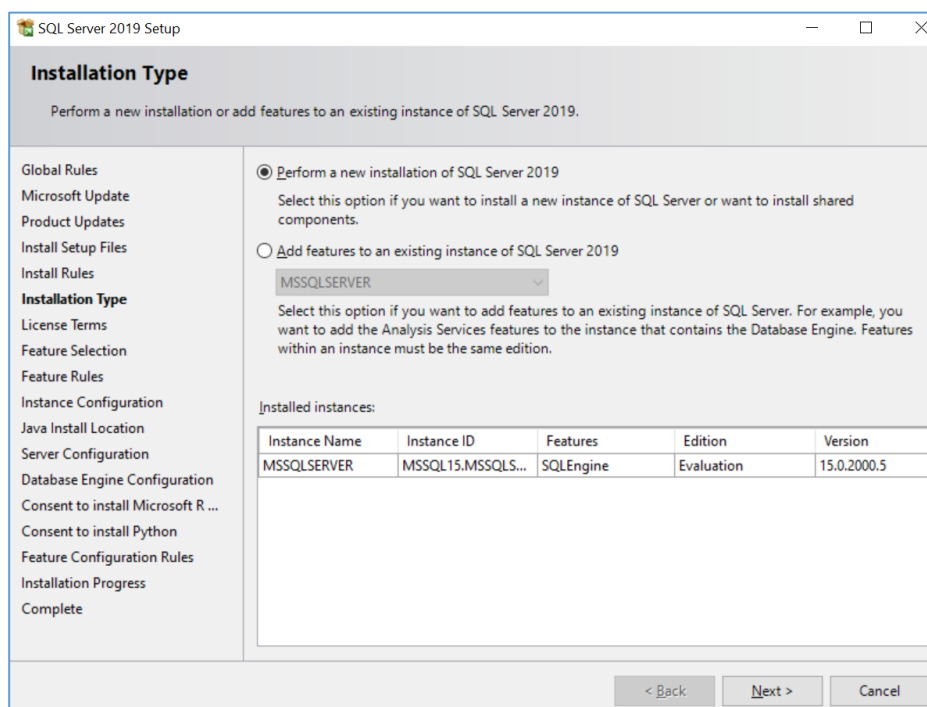 SQL Server 2019 Setup
Installation Type
Perform a new installation or add features to an existing instance of SQL Server 2019.
Global Rules
Microsoft Update
Product Updates
Install Setup Files
Install Rules
Installation Type
License Terms
Feature Selection
Feature Rules
Instance Configuration
Java Install Location
Server Configuration
Database Engine Configuration
Consent to install Microsoft R ...
Consent to install Python
Feature Configuration Rules
Installation Progress
Complete
Perform a new installation of SQL Server 2019
Select this option if you want to install a new instance of SQL Server or want to install shared
components.
Add features to an existing instance of SQL Server 2019
MSSQLSERVER
Select this option if you want to add features to an existing instance of SQL Server. For example, you
want to add the Analysis Services features to the instance that contains the Database Engine. Features
within an instance must be the same edition.
Installed instances:
Instance Name Instance ID Features Edition Version
MSSQLSERVER MSSQL15.MSSQLS... SQLEngine Evaluation 15.0.2000.5
< Back Next > Cancel